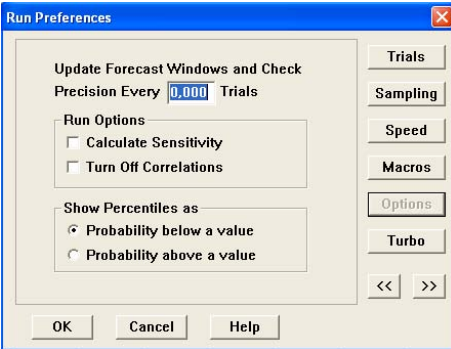 Run Preferences
Update Forecast Windows and Check
Precision Every 0,000 Trials
Run Options
Calculate Sensitivity
Turn Off Correlations
Show Percentiles as
Probability below a value
Probability above a value
Trials
Sampling
Speed
Macros
Options
Turbo
<< >>
OK Cancel Help